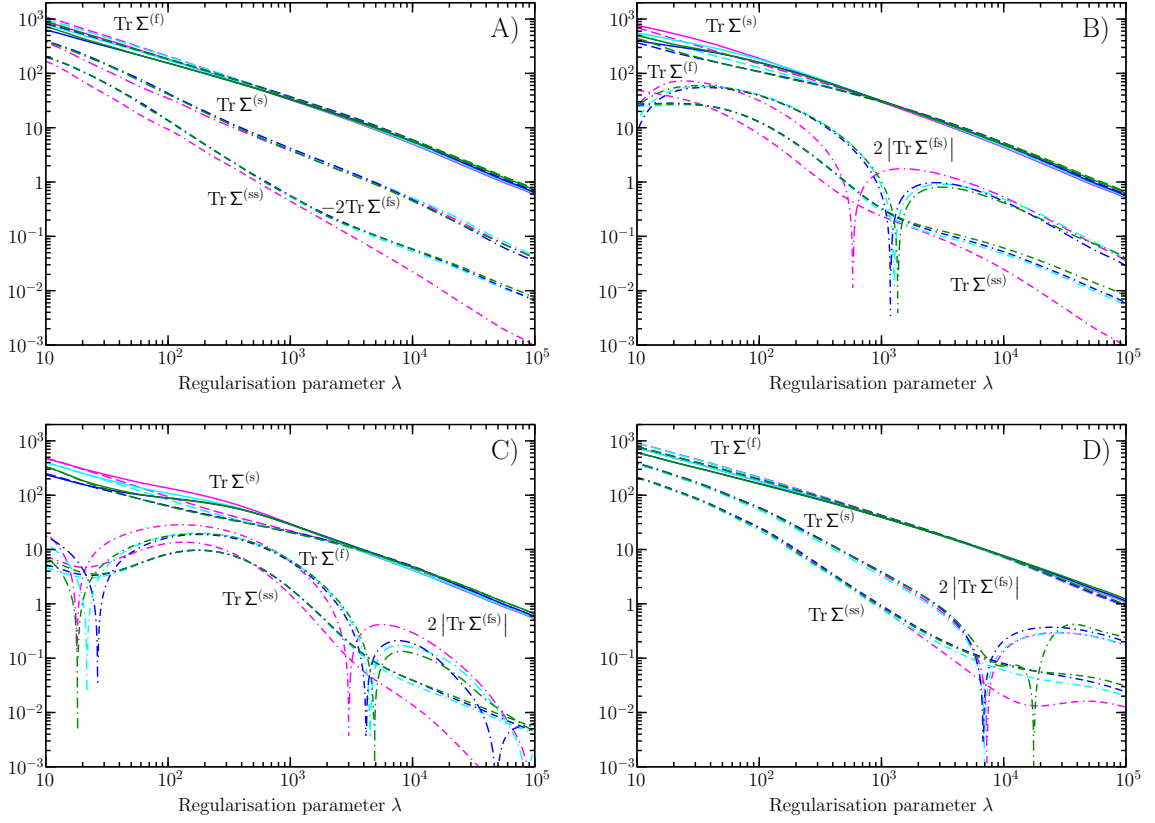 10³
10²
10
1
10⁻¹
10⁻²
10⁻³
10 10² 10³ 10⁴ 10⁵
Regularisation parameter λ
A)
Tr Σ⁽ᶠ⁾
Tr Σ⁽ˢ⁾
Tr Σ⁽ˢˢ⁾
−2Tr Σ⁽ᶠˢ⁾
10³
10²
10
1
10⁻¹
10⁻²
10⁻³
10 10² 10³ 10⁴ 10⁵
Regularisation parameter λ
B)
Tr Σ⁽ˢ⁾
Tr Σ⁽ᶠ⁾
2 |Tr Σ⁽ᶠˢ⁾|
Tr Σ⁽ˢˢ⁾
10³
10²
10
1
10⁻¹
10⁻²
10⁻³
10 10² 10³ 10⁴ 10⁵
Regularisation parameter λ
C)
Tr Σ⁽ˢ⁾
Tr Σ⁽ᶠ⁾
Tr Σ⁽ˢˢ⁾
2 |Tr Σ⁽ᶠˢ⁾|
10³
10²
10
1
10⁻¹
10⁻²
10⁻³
10 10² 10³ 10⁴ 10⁵
Regularisation parameter λ
D)
Tr Σ⁽ᶠ⁾
Tr Σ⁽ˢ⁾
2 |Tr Σ⁽ᶠˢ⁾|
Tr Σ⁽ˢˢ⁾